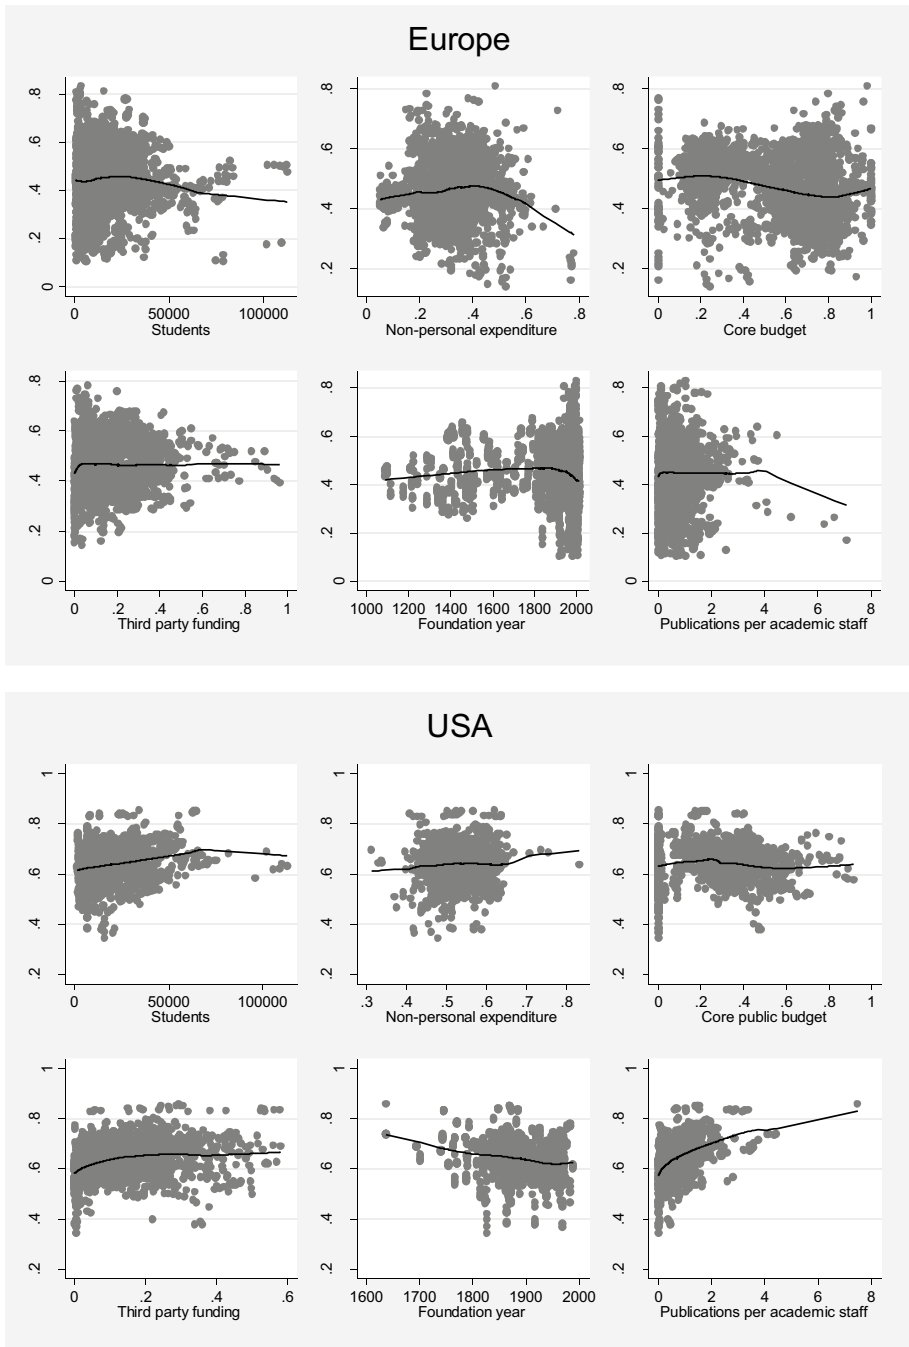 Europe
.8
.6
.4
.2
0
0 50000 100000
Students
.8
.6
.4
.2
0 .2 .4 .6 .8
Non-personal expenditure
.8
.6
.4
.2
0 .2 .4 .6 .8 1
Core budget
.8
.6
.4
.2
0
0 .2 .4 .6 .8 1
Third party funding
.8
.6
.4
.2
0
1000 1200 1400 1600 1800 2000
Foundation year
.8
.6
.4
.2
0
0 2 4 6 8
Publications per academic staff
USA
1
.8
.6
.4
.2
0 50000 100000
Students
1
.8
.6
.4
.2
.3 .4 .5 .6 .7 .8
Non-personal expenditure
1
.8
.6
.4
.2
0 .2 .4 .6 .8 1
Core public budget
1
.8
.6
.4
.2
0 .2 .4 .6
Third party funding
1
.8
.6
.4
.2
1600 1700 1800 1900 2000
Foundation year
1
.8
.6
.4
.2
0 2 4 6 8
Publications per academic staff